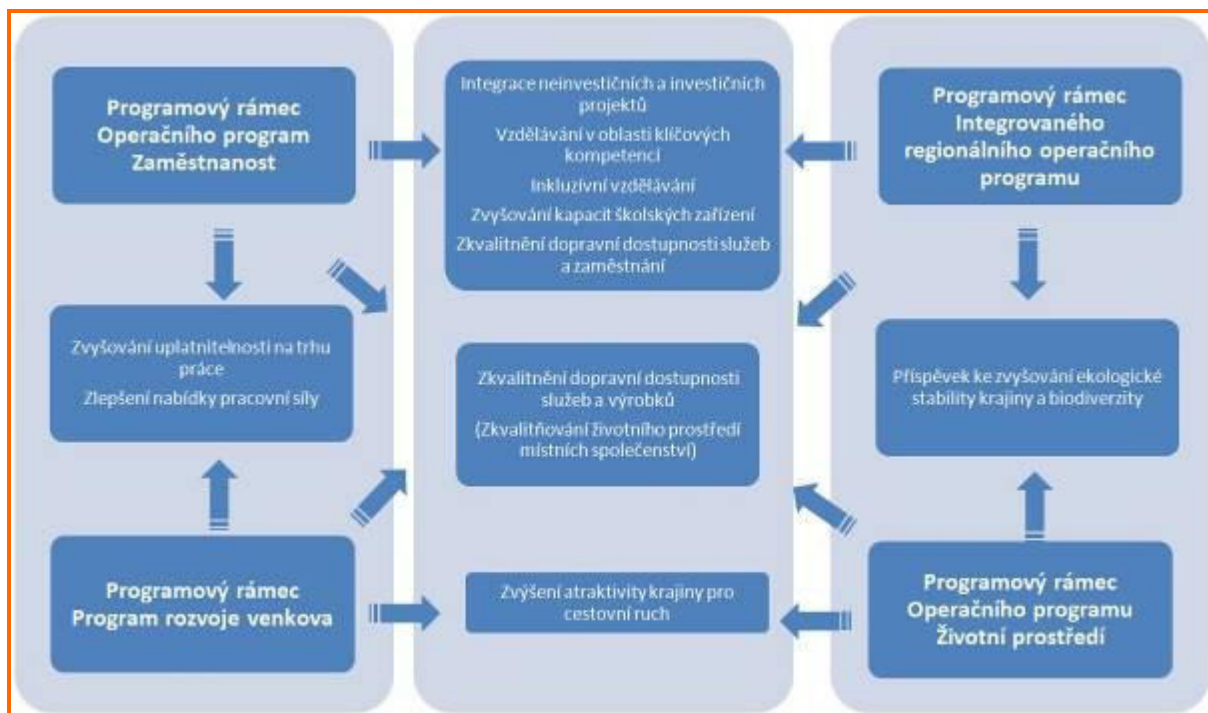 Programový rámec
Operačního program
Zaměstnanost
Zvyšování uplatnitelnosti na trhu
práce
Zlepšení nabídky pracovní síly
Programový rámec
Program rozvoje venkova
Integrace neinvestičních a investičních
projektů
Vzdělávání v oblasti klíčových
kompetencí
Inkluzívní vzdělávání
Zvyšování kapacit školských zařízení
Zkvalitnění dopravní dostupnosti služeb
a zaměstnání
Zkvalitnění dopravní dostupnosti
služeb a výrobků
(Zkvalitňování životního prostředí
místních společenství)
Zvýšení atraktivity krajiny pro
cestovní ruch
Programový rámec
Integrovaného
regionálního operačního
programu
Příspěvek ke zvyšování ekologické
stability krajiny a biodiverzity
Programový rámec
Operačního programu
Životní prostředí